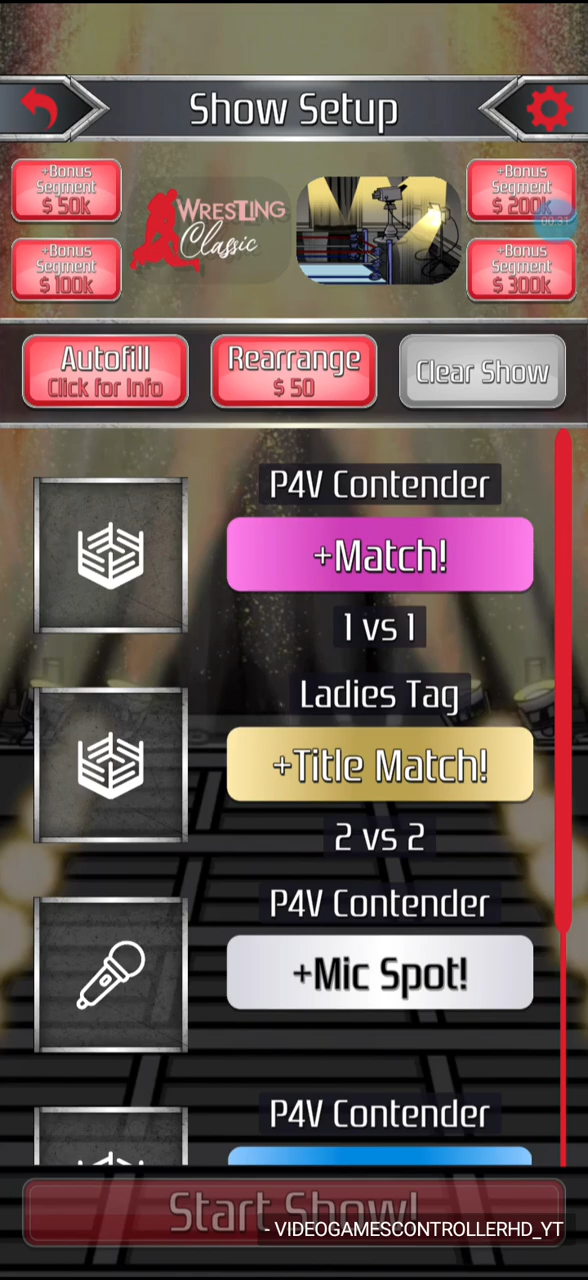 Show Setup
+Bonus
Segment
$ 50k
+Bonus
Segment
$ 100k
WRESTLING
Classic
+Bonus
Segment
$ 200k
00:31
+Bonus
Segment
$ 300k
Autofill
Click for Info
Rearrange
$ 50
Clear Show
P4V Contender
+Match!
1 vs 1
Ladies Tag
+Title Match!
2 vs 2
P4V Contender
+Mic Spot!
P4V Contender
Start Show!
- VIDEOGAMESCONTROLLERHD_YT